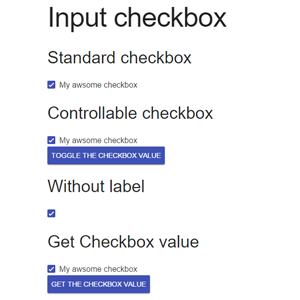 Input checkbox
Standard checkbox
My awsome checkbox
Controllable checkbox
My awsome checkbox
TOGGLE THE CHECKBOX VALUE
Without label
Get Checkbox value
My awsome checkbox
GET THE CHECKBOX VALUE